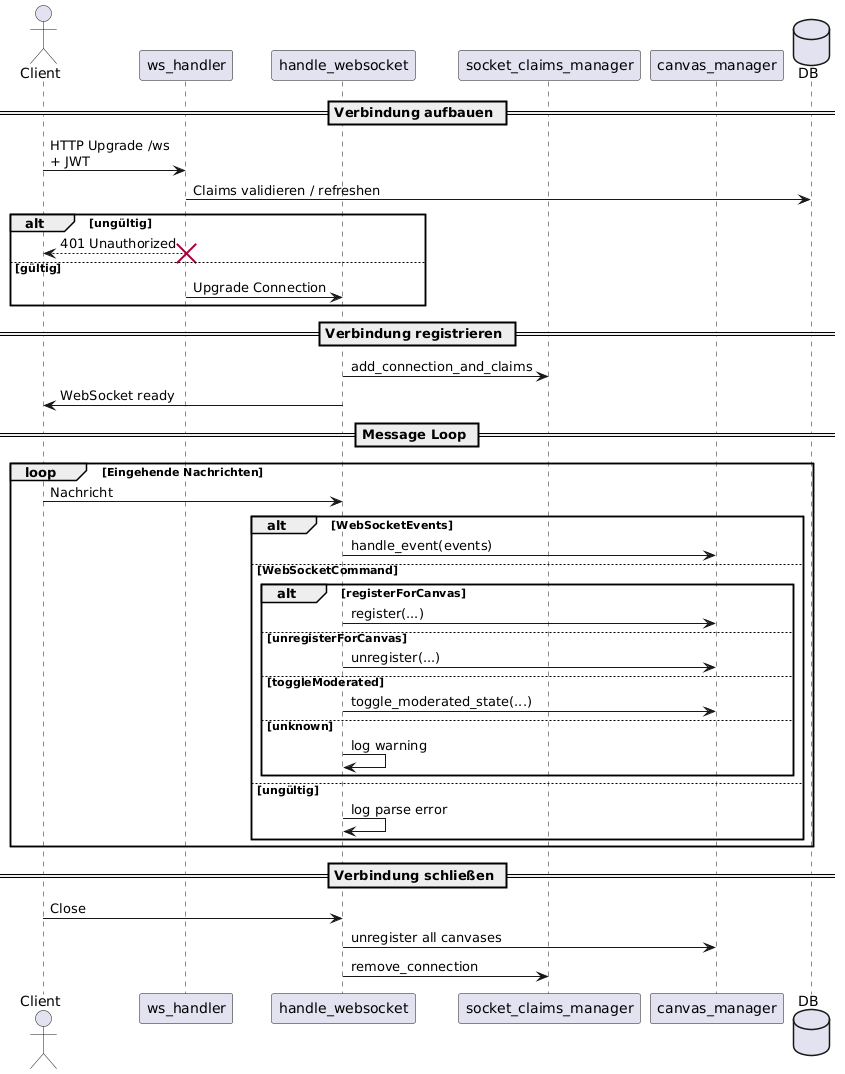 Client
ws_handler
handle_websocket
socket_claims_manager
canvas_manager
DB
Verbindung aufbauen
HTTP Upgrade /ws
+ JWT
Claims validieren / refreshen
alt
[ungültig]
401 Unauthorized
[gültig]
Upgrade Connection
Verbindung registrieren
add_connection_and_claims
WebSocket ready
Message Loop
loop
[Eingehende Nachrichten]
Nachricht
alt
[WebSocketEvents]
handle_event(events)
[WebSocketCommand]
alt
[registerForCanvas]
register(...)
[unregisterForCanvas]
unregister(...)
[toggleModerated]
toggle_moderated_state(...)
[unknown]
log warning
[ungültig]
log parse error
Verbindung schließen
Close
unregister all canvases
remove_connection
Client
ws_handler
handle_websocket
socket_claims_manager
canvas_manager
DB